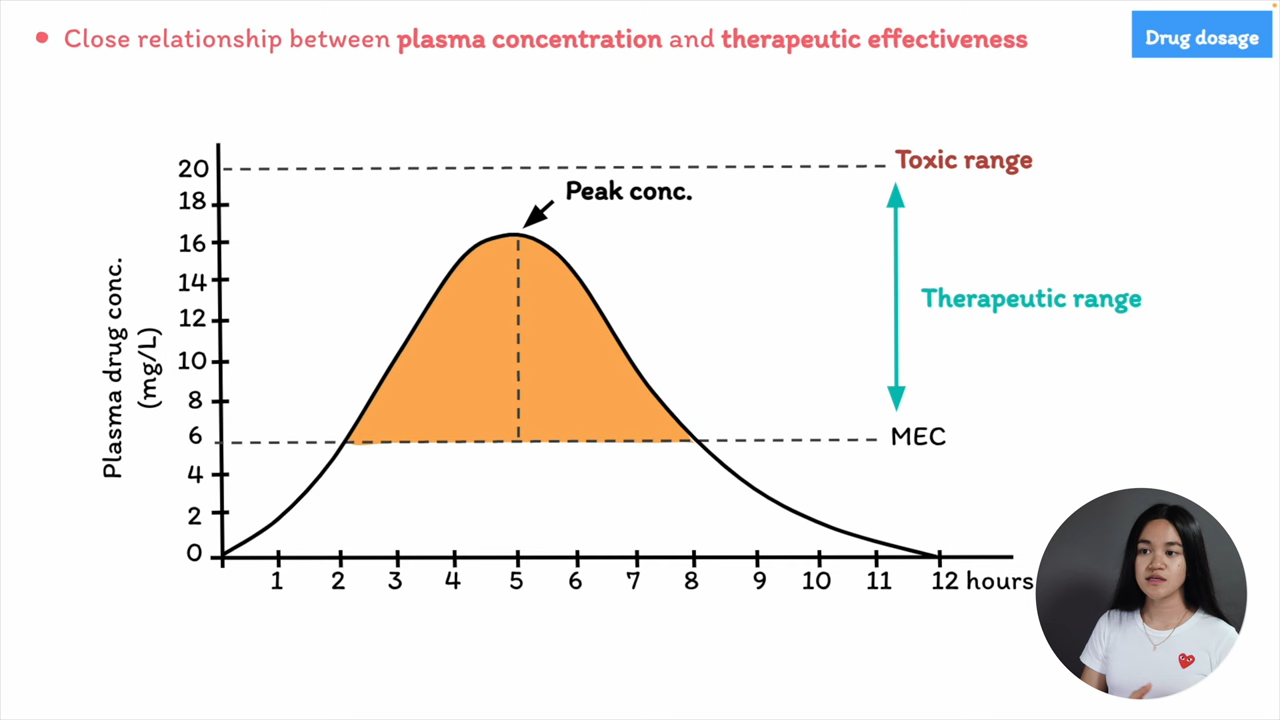 • Close relationship between plasma concentration and therapeutic effectiveness
Drug dosage
Toxic range
Peak conc.
Therapeutic range
MEC
Plasma drug conc.
(mg/L)
20
18
16
14
12
10
8
6
4
2
0
1 2 3 4 5 6 7 8 9 10 11 12 hours